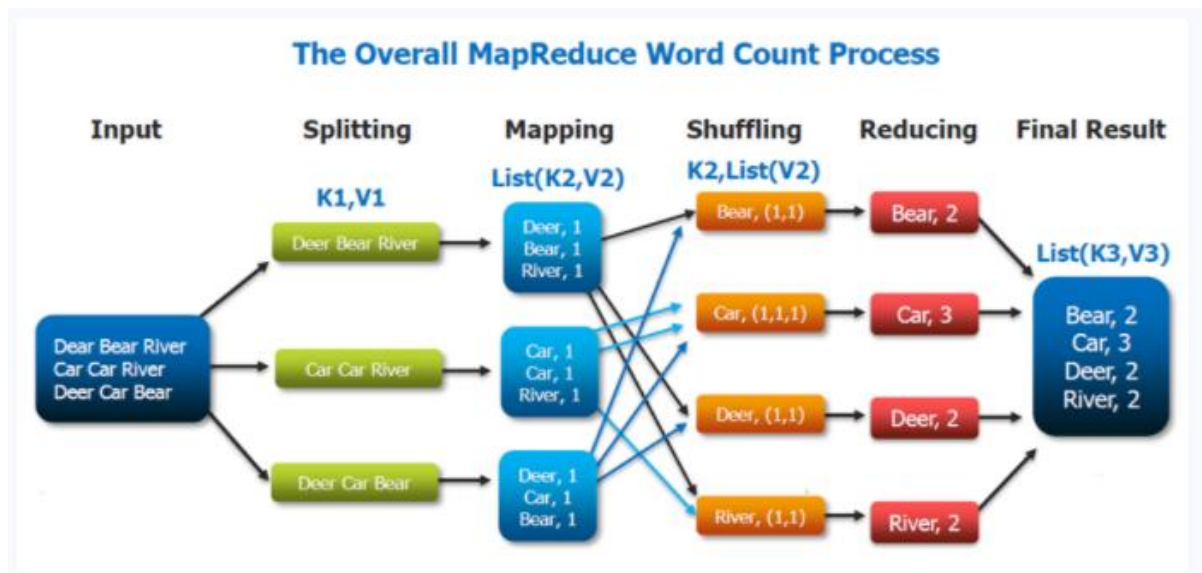 The Overall MapReduce Word Count Process
Input
Splitting
Mapping
Shuffling
Reducing
Final Result
K1,V1
List(K2,V2)
K2,List(V2)
List(K3,V3)
Dear Bear River
Car Car River
Deer Car Bear
Deer Bear River
Car Car River
Deer Car Bear
Deer, 1
Bear, 1
River, 1
Car, 1
Car, 1
River, 1
Deer, 1
Car, 1
Bear, 1
Bear, (1,1)
Car, (1,1,1)
Deer, (1,1)
River, (1,1)
Bear, 2
Car, 3
Deer, 2
River, 2
Bear, 2
Car, 3
Deer, 2
River, 2